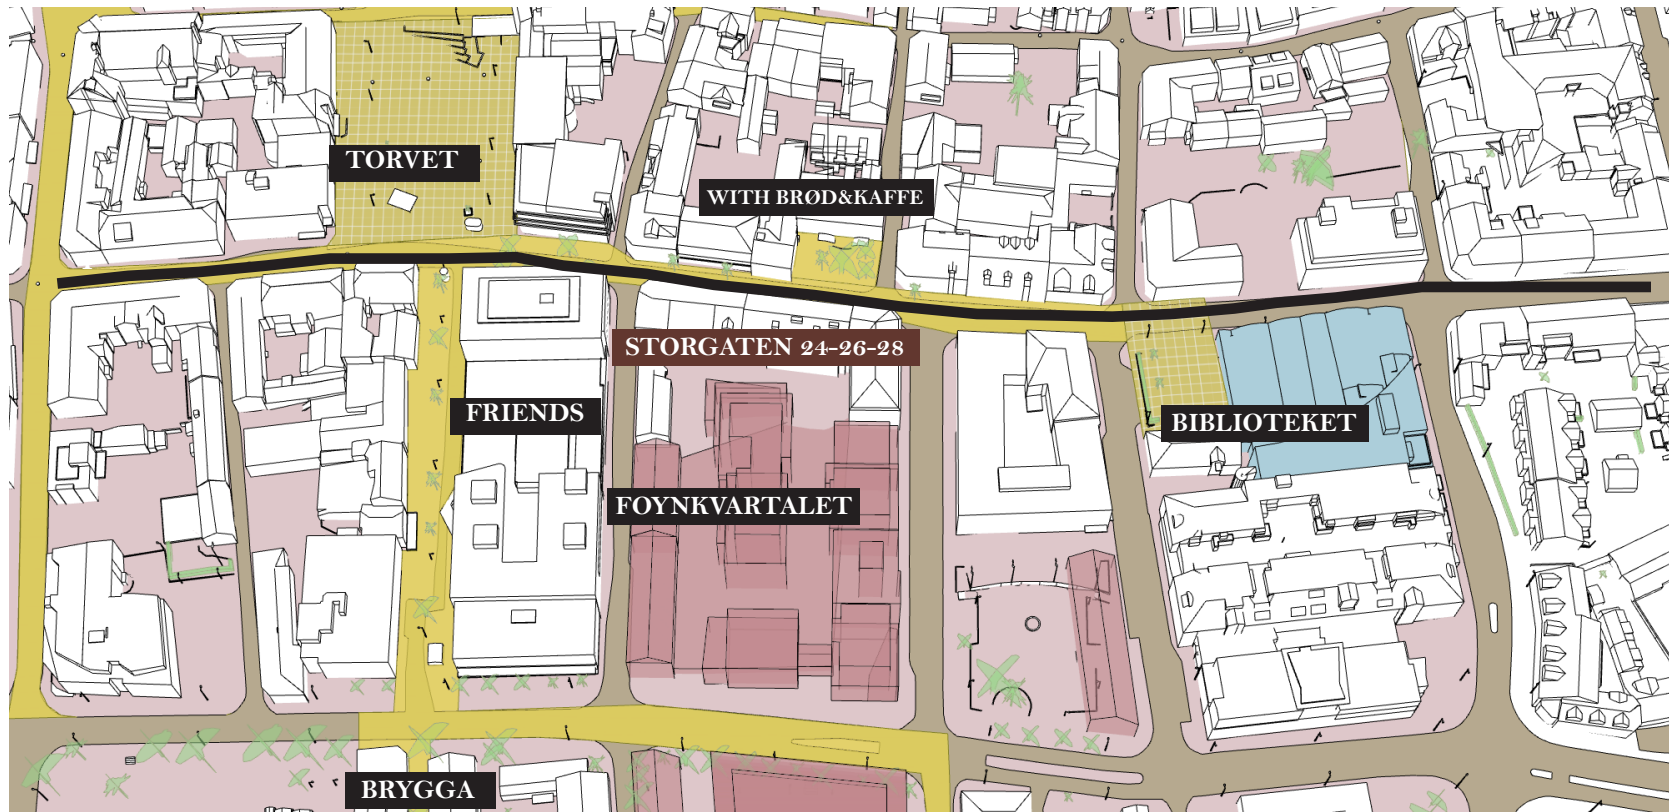 TORVET
WITH BRØD&KAFFE
STORGATEN 24-26-28
FRIENDS
BIBLIOTEKET
FOYNKVARTALET
BRYGGA